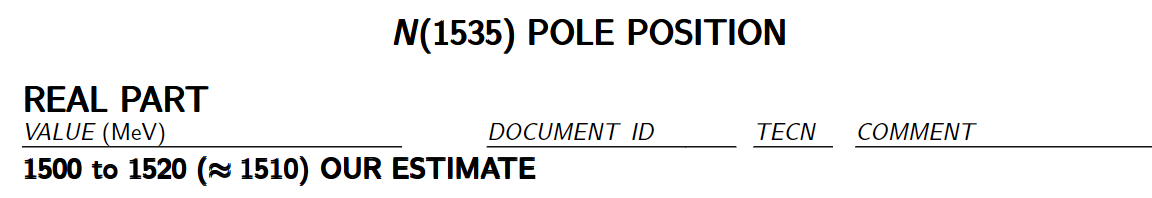 N(1535) POLE POSITION
REAL PART
VALUE (MeV) DOCUMENT ID TECN COMMENT
1500 to 1520 (≈ 1510) OUR ESTIMATE